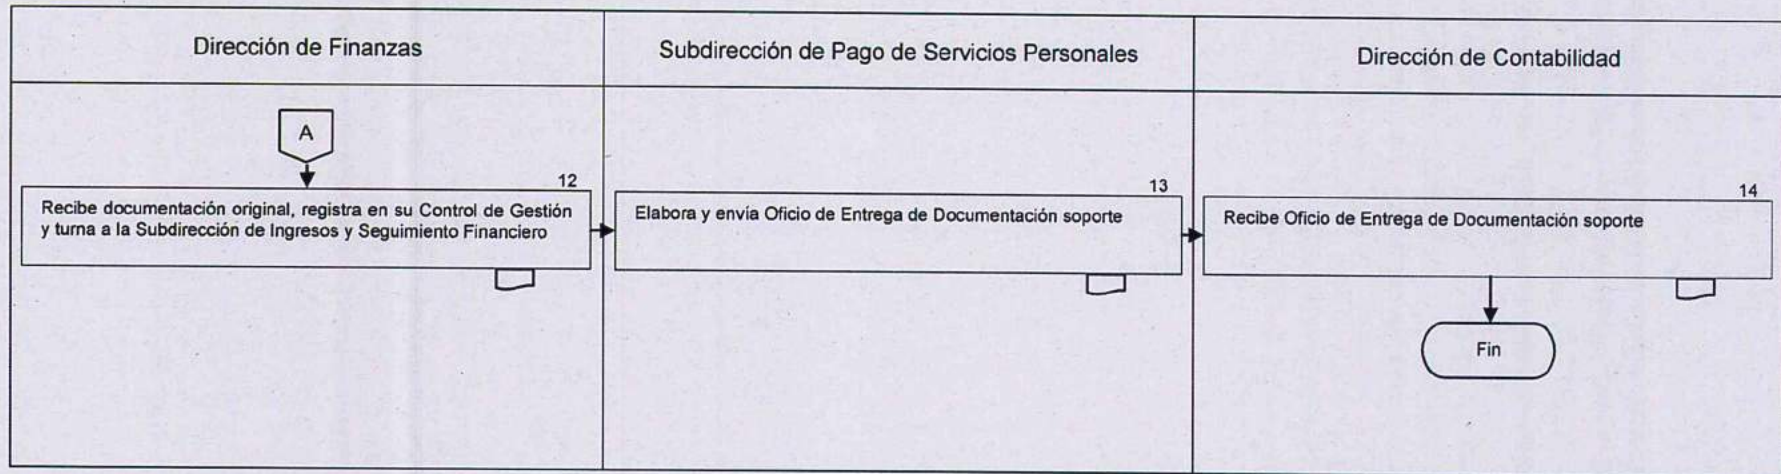 Dirección de Finanzas
Subdirección de Pago de Servicios Personales
Dirección de Contabilidad
A
12
Recibe documentación original, registra en su Control de Gestión
y turna a la Subdirección de Ingresos y Seguimiento Financiero
13
Elabora y envía Oficio de Entrega de Documentación soporte
14
Recibe Oficio de Entrega de Documentación soporte
Fin